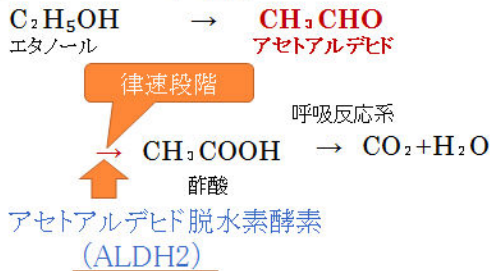 C₂H₅OH → CH₃CHO
エタノール アセトアルデヒド
律速段階
呼吸反応系
→ CH₃COOH → CO₂+H₂O
酢酸
アセトアルデヒド脱水素酵素
(ALDH2)